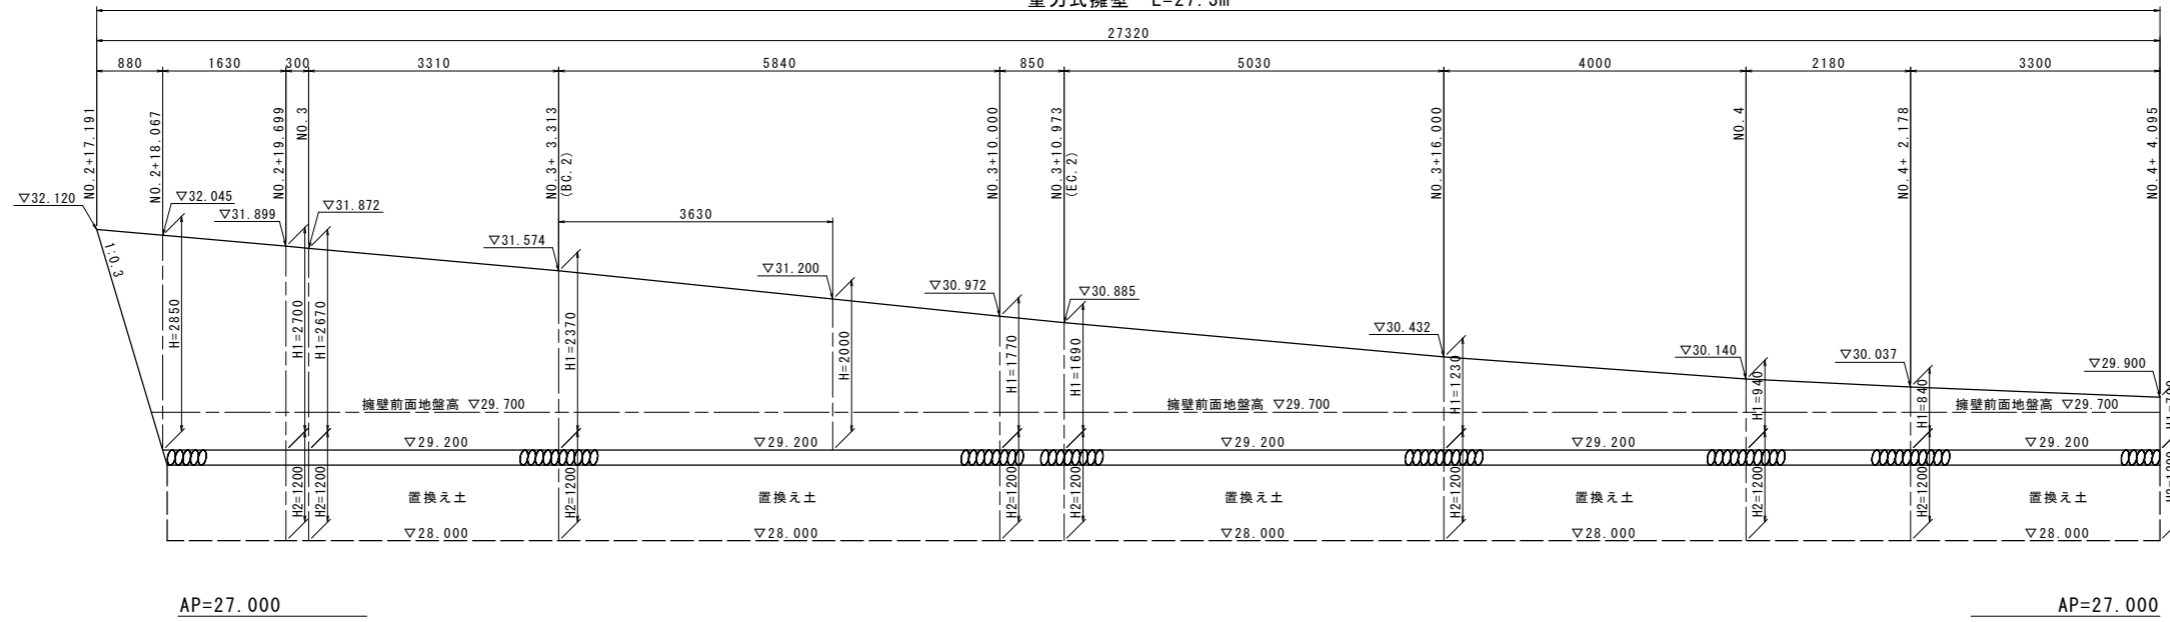 重力式擁壁 L=27.3m
27320
880 1630 300 3310 5840 850 5030 4000 2180 3300
NO.2+17.191
NO.2+18.067
NO.2+19.699
NO.3
NO.3+ 3.313
(BC.2)
NO.3+10.000
NO.3+10.973
(EC.2)
NO.3+16.000
NO.4
NO.4+ 2.178
NO.4+ 4.095
▽32.120
▽32.045
▽31.899
▽31.872
▽31.574
3630
▽31.200
▽30.972
▽30.885
▽30.432
▽30.140
▽30.037
▽29.900
1:0.3
H=2850
H1=2700
H1=2670
H1=2370
H=2000
H1=1770
H1=1690
H1=1230
H1=940
H1=840
擁壁前面地盤高 ▽29.700
擁壁前面地盤高 ▽29.700
擁壁前面地盤高 ▽29.700
▽29.200 ▽29.200 ▽29.200 ▽29.200 ▽29.200
H2=1200
H2=1200
H2=1200
H2=1200
H2=1200
H2=1200
H2=1200
H2=1200
置換え土 置換え土 置換え土 置換え土 置換え土
▽28.000 ▽28.000 ▽28.000 ▽28.000 ▽28.000
AP=27.000
AP=27.000